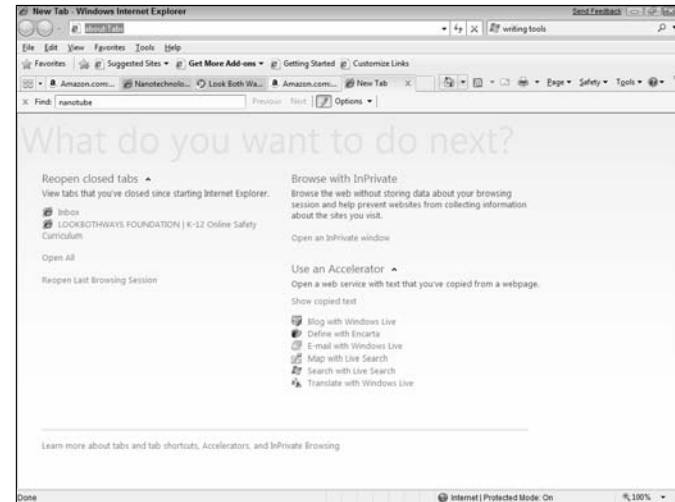 New Tab - Windows Internet Explorer Send Feedback
about:Tabs writing tools
File Edit View Favorites Tools Help
Favorites Suggested Sites Get More Add-ons Getting Started Customize Links
Amazon.com:... Nanotechnolo... Look Both Wa... Amazon.com:... New Tab X Page Safety Tools
X Find: nanotube Previous Next Options
What do you want to do next?
Reopen closed tabs
View tabs that you've closed since starting Internet Explorer.
Inbox
LOOKBOTHWAYS FOUNDATION | K-12 Online Safety
Curriculum
Open All
Reopen Last Browsing Session
Browse with InPrivate
Browse the web without storing data about your browsing
session and help prevent websites from collecting information
about the sites you visit.
Open an InPrivate window
Use an Accelerator
Open a web service with text that you've copied from a webpage.
Show copied text
Blog with Windows Live
Define with Encarta
E-mail with Windows Live
Map with Live Search
Search with Live Search
Translate with Windows Live
Learn more about tabs and tab shortcuts, Accelerators, and InPrivate Browsing
Done Internet | Protected Mode: On 100%